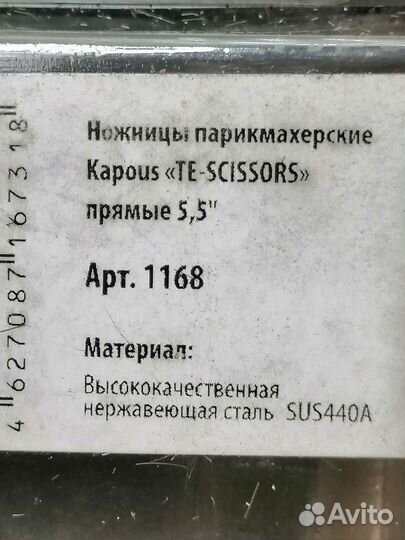 Ножницы парикмахерские
Kapous «TE-SCISSORS»
прямые 5,5"
Арт. 1168
Материал:
Высококачественная
нержавеющая сталь SUS440A
4 627087 167318
Avito